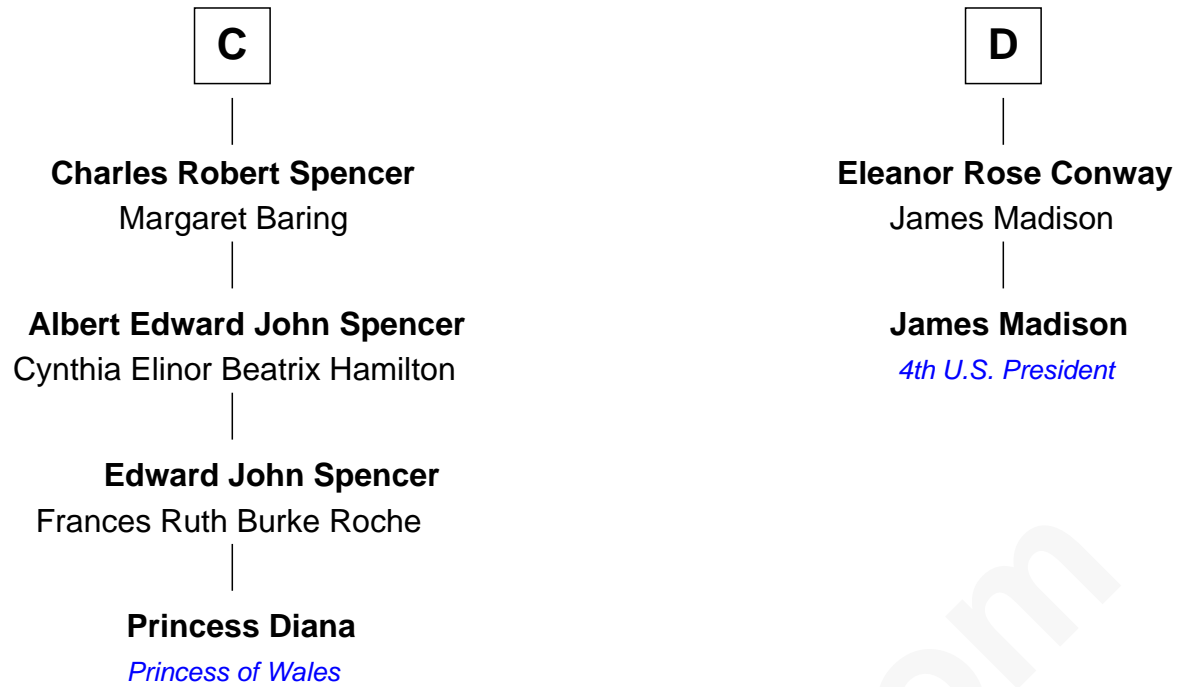 C
Charles Robert Spencer
Margaret Baring
Albert Edward John Spencer
Cynthia Elinor Beatrix Hamilton
Edward John Spencer
Frances Ruth Burke Roche
Princess Diana
Princess of Wales
D
Eleanor Rose Conway
James Madison
James Madison
4th U.S. President
om